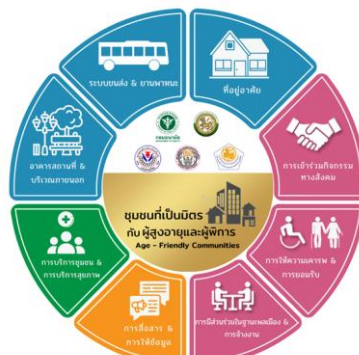 ระบบขนส่ง & ยานพาหนะ
ที่อยู่อาศัย
อาคารสถานที่ &
บริเวณภายนอก
การเข้าร่วมกิจกรรม
ทางสังคม
กรมอนามัย
ชุมชนที่เป็นมิตร
กับ ผู้สูงอายุและผู้พิการ
Age - Friendly Communities
การบริการชุมชน &
การบริการสุขภาพ
การให้ความเคารพ &
การยอมรับ
การสื่อสาร &
การให้ข้อมูล
การมีส่วนร่วมในฐานะพลเมือง &
การจ้างงาน